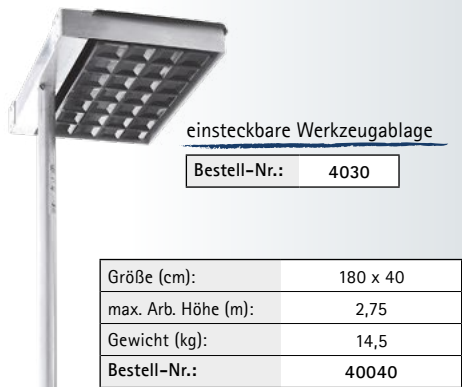 einsteckbare Werkzeugablage
Bestell-Nr.: 4030
Größe (cm): 180 x 40
max. Arb. Höhe (m): 2,75
Gewicht (kg): 14,5
Bestell-Nr.: 40040